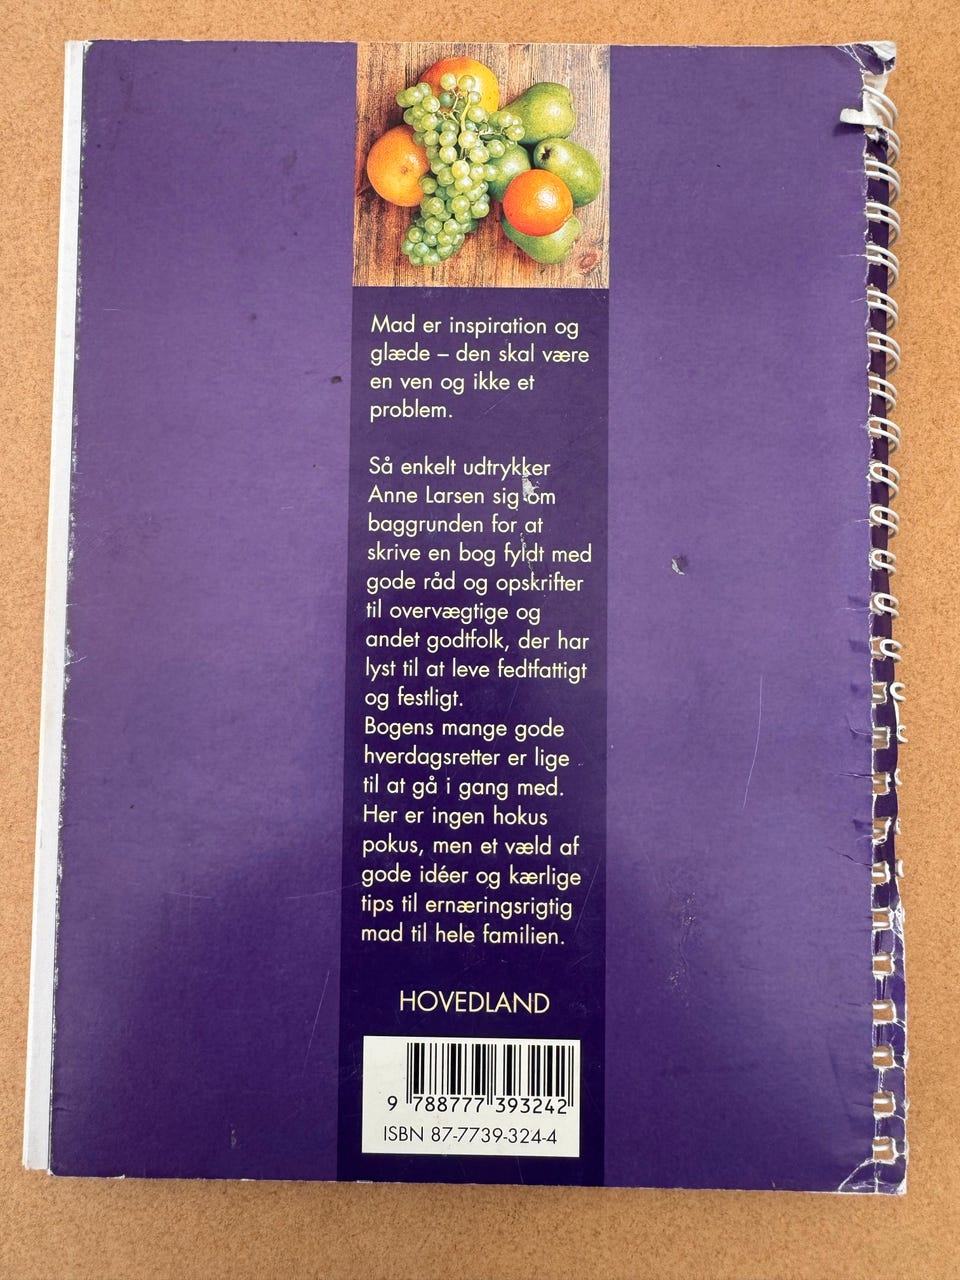 Mad er inspiration og
glæde – den skal være
en ven og ikke et
problem.
Så enkelt udtrykker
Anne Larsen sig om
baggrunden for at
skrive en bog fyldt med
gode råd og opskrifter
til overvægtige og
andet godtfolk, der har
lyst til at leve fedtfattigt
og festligt.
Bogens mange gode
hverdagsretter er lige
til at gå i gang med.
Her er ingen hokus
pokus, men et væld af
gode idéer og kærlige
tips til ernæringsrigtig
mad til hele familien.
HOVEDLAND
9 788777 393242
ISBN 87-7739-324-4